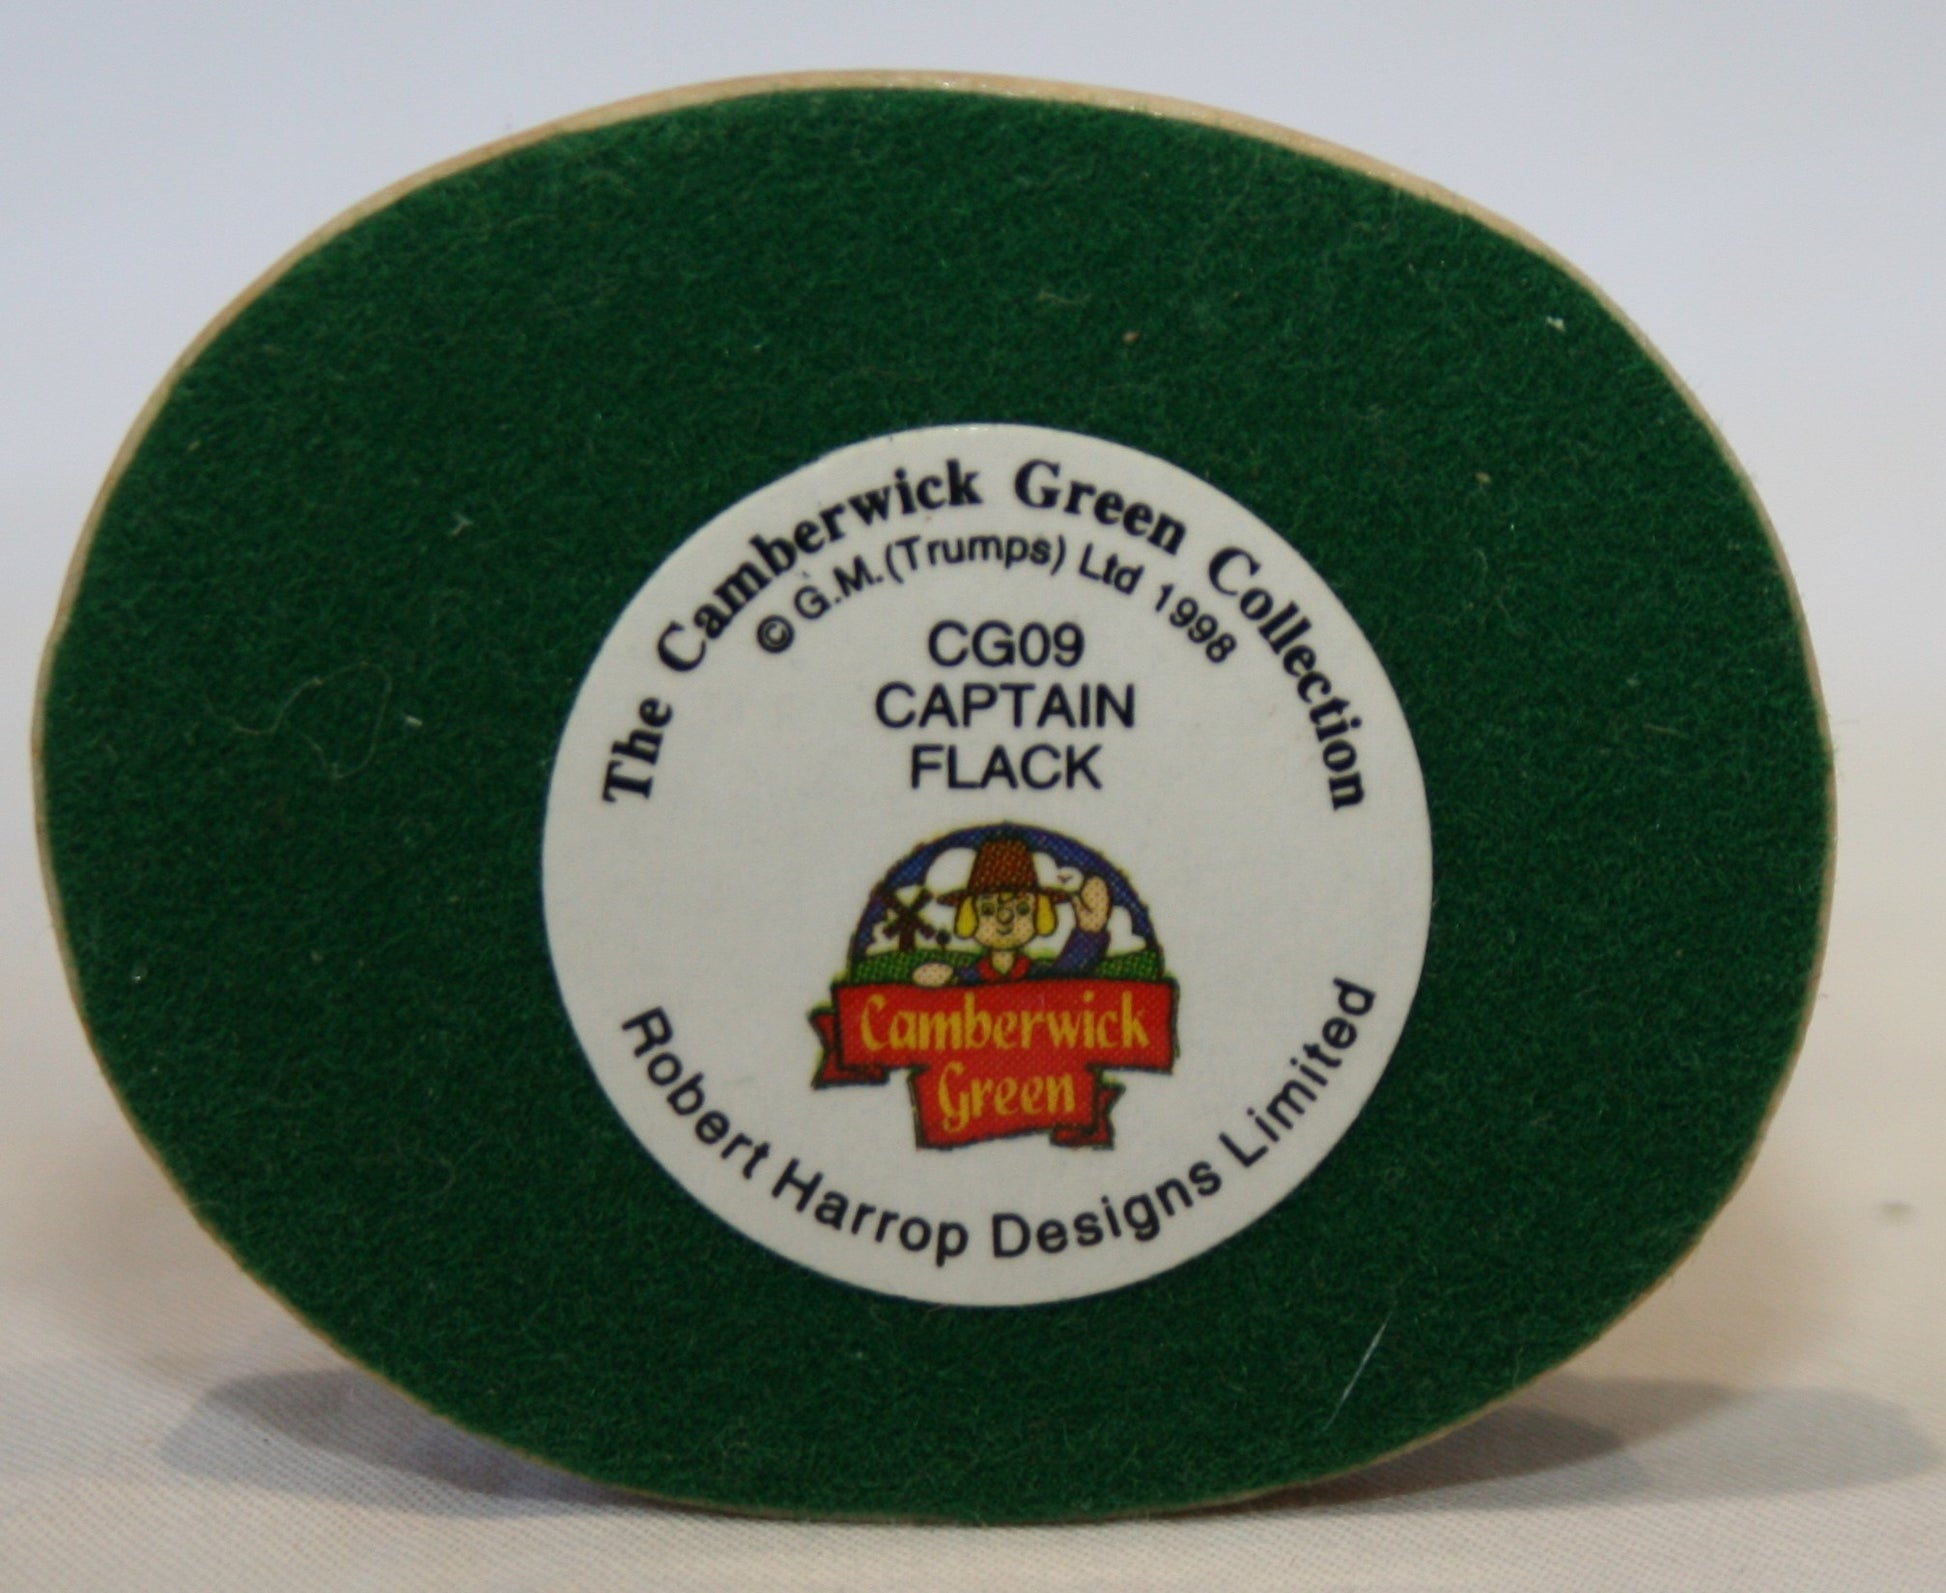 The Camberwick Green Collection
© G.M.(Trumps) Ltd 1998
CG09
CAPTAIN
FLACK
Camberwick
Green
Robert Harrop Designs Limited